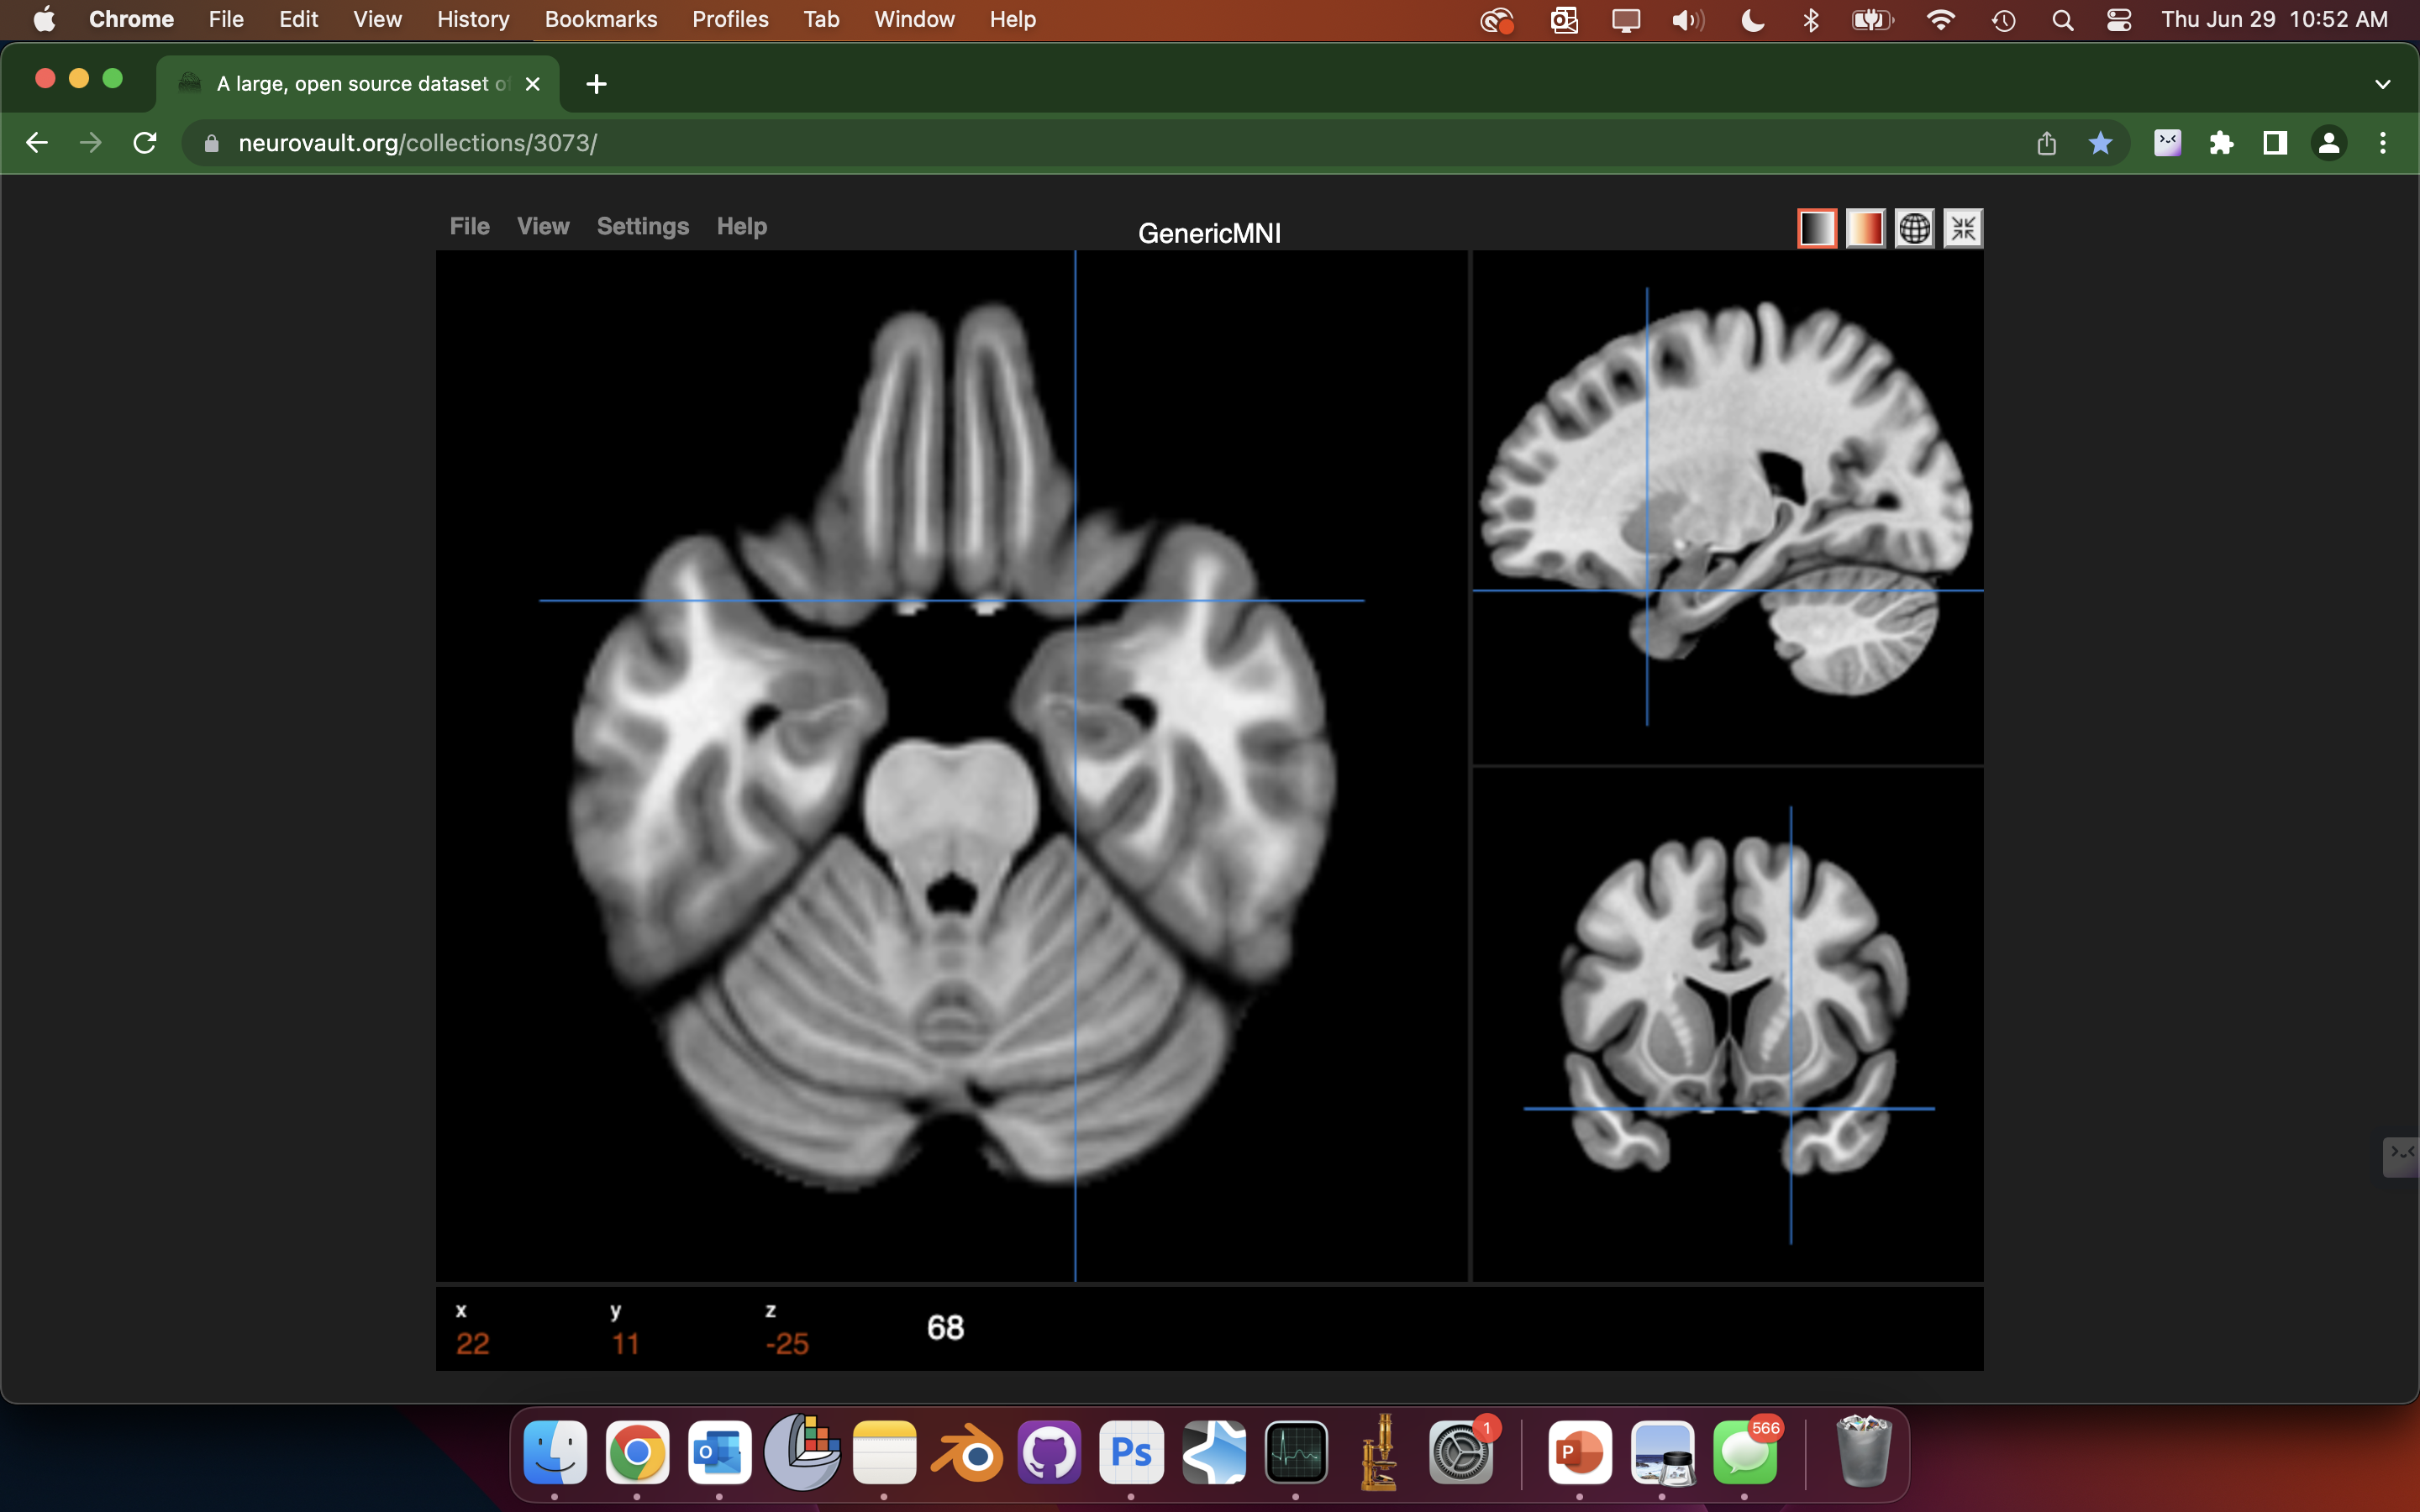 Chrome File Edit View History Bookmarks Profiles Tab Window Help Thu Jun 29 10:52 AM
A large, open source dataset of
neurovault.org/collections/3073/
File View Settings Help
GenericMNI
x y z
22 11 -25 68
1 566
O Ps P